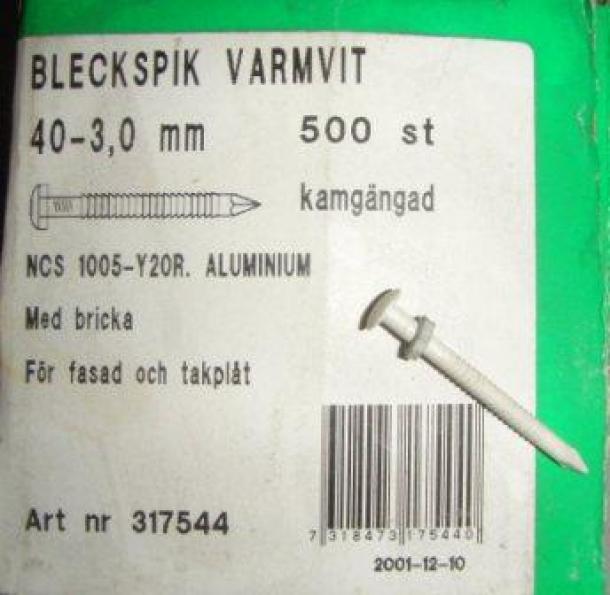 BLECKSPIK VARMVIT
40-3,0 mm 500 st
kamgängad
NCS 1005-Y20R. ALUMINIUM
Med bricka
För fasad och takplåt
Art nr 317544
7 318473 175440
2001-12-10